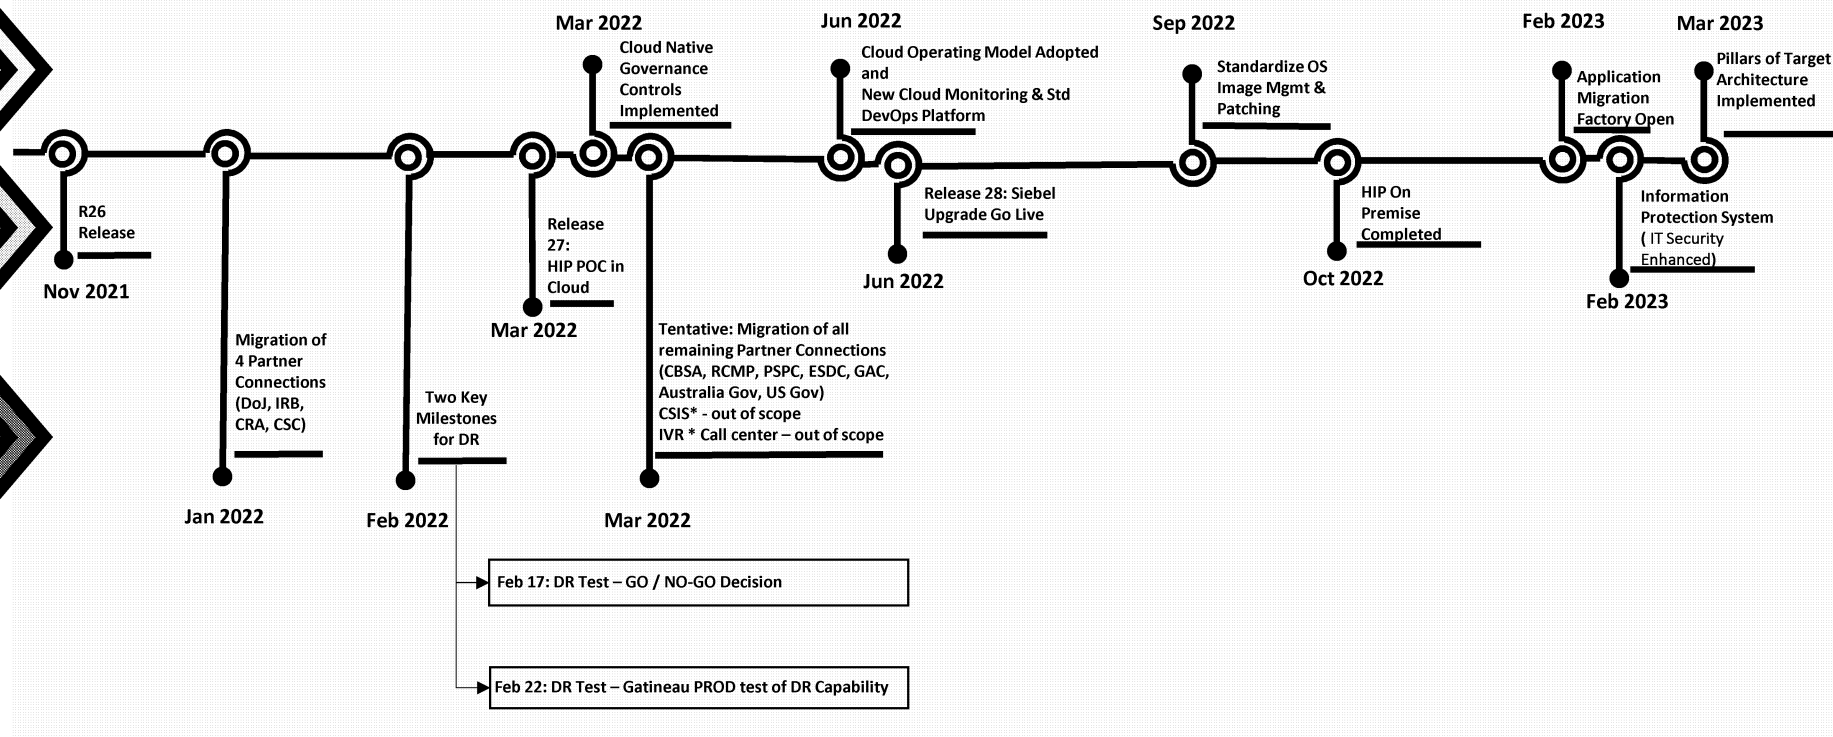 Mar 2022
Cloud Native
Governance
Controls
Implemented
Jun 2022
Cloud Operating Model Adopted
and
New Cloud Monitoring & Std
DevOps Platform
Sep 2022
Standardize OS
Image Mgmt &
Patching
Feb 2023
Application
Migration
Factory Open
Mar 2023
Pillars of Target
Architecture
Implemented
R26
Release
Nov 2021
Migration of
4 Partner
Connections
(DoJ, IRB,
CRA, CSC)
Jan 2022
Two Key
Milestones
for DR
Feb 2022
Feb 17: DR Test – GO / NO-GO Decision
Feb 22: DR Test – Gatineau PROD test of DR Capability
Release
27:
HIP POC in
Cloud
Mar 2022
Tentative: Migration of all
remaining Partner Connections
(CBSA, RCMP, PSPC, ESDC, GAC,
Australia Gov, US Gov)
CSIS* - out of scope
IVR * Call center – out of scope
Mar 2022
Release 28: Siebel
Upgrade Go Live
Jun 2022
HIP On
Premise
Completed
Oct 2022
Information
Protection System
( IT Security
Enhanced)
Feb 2023